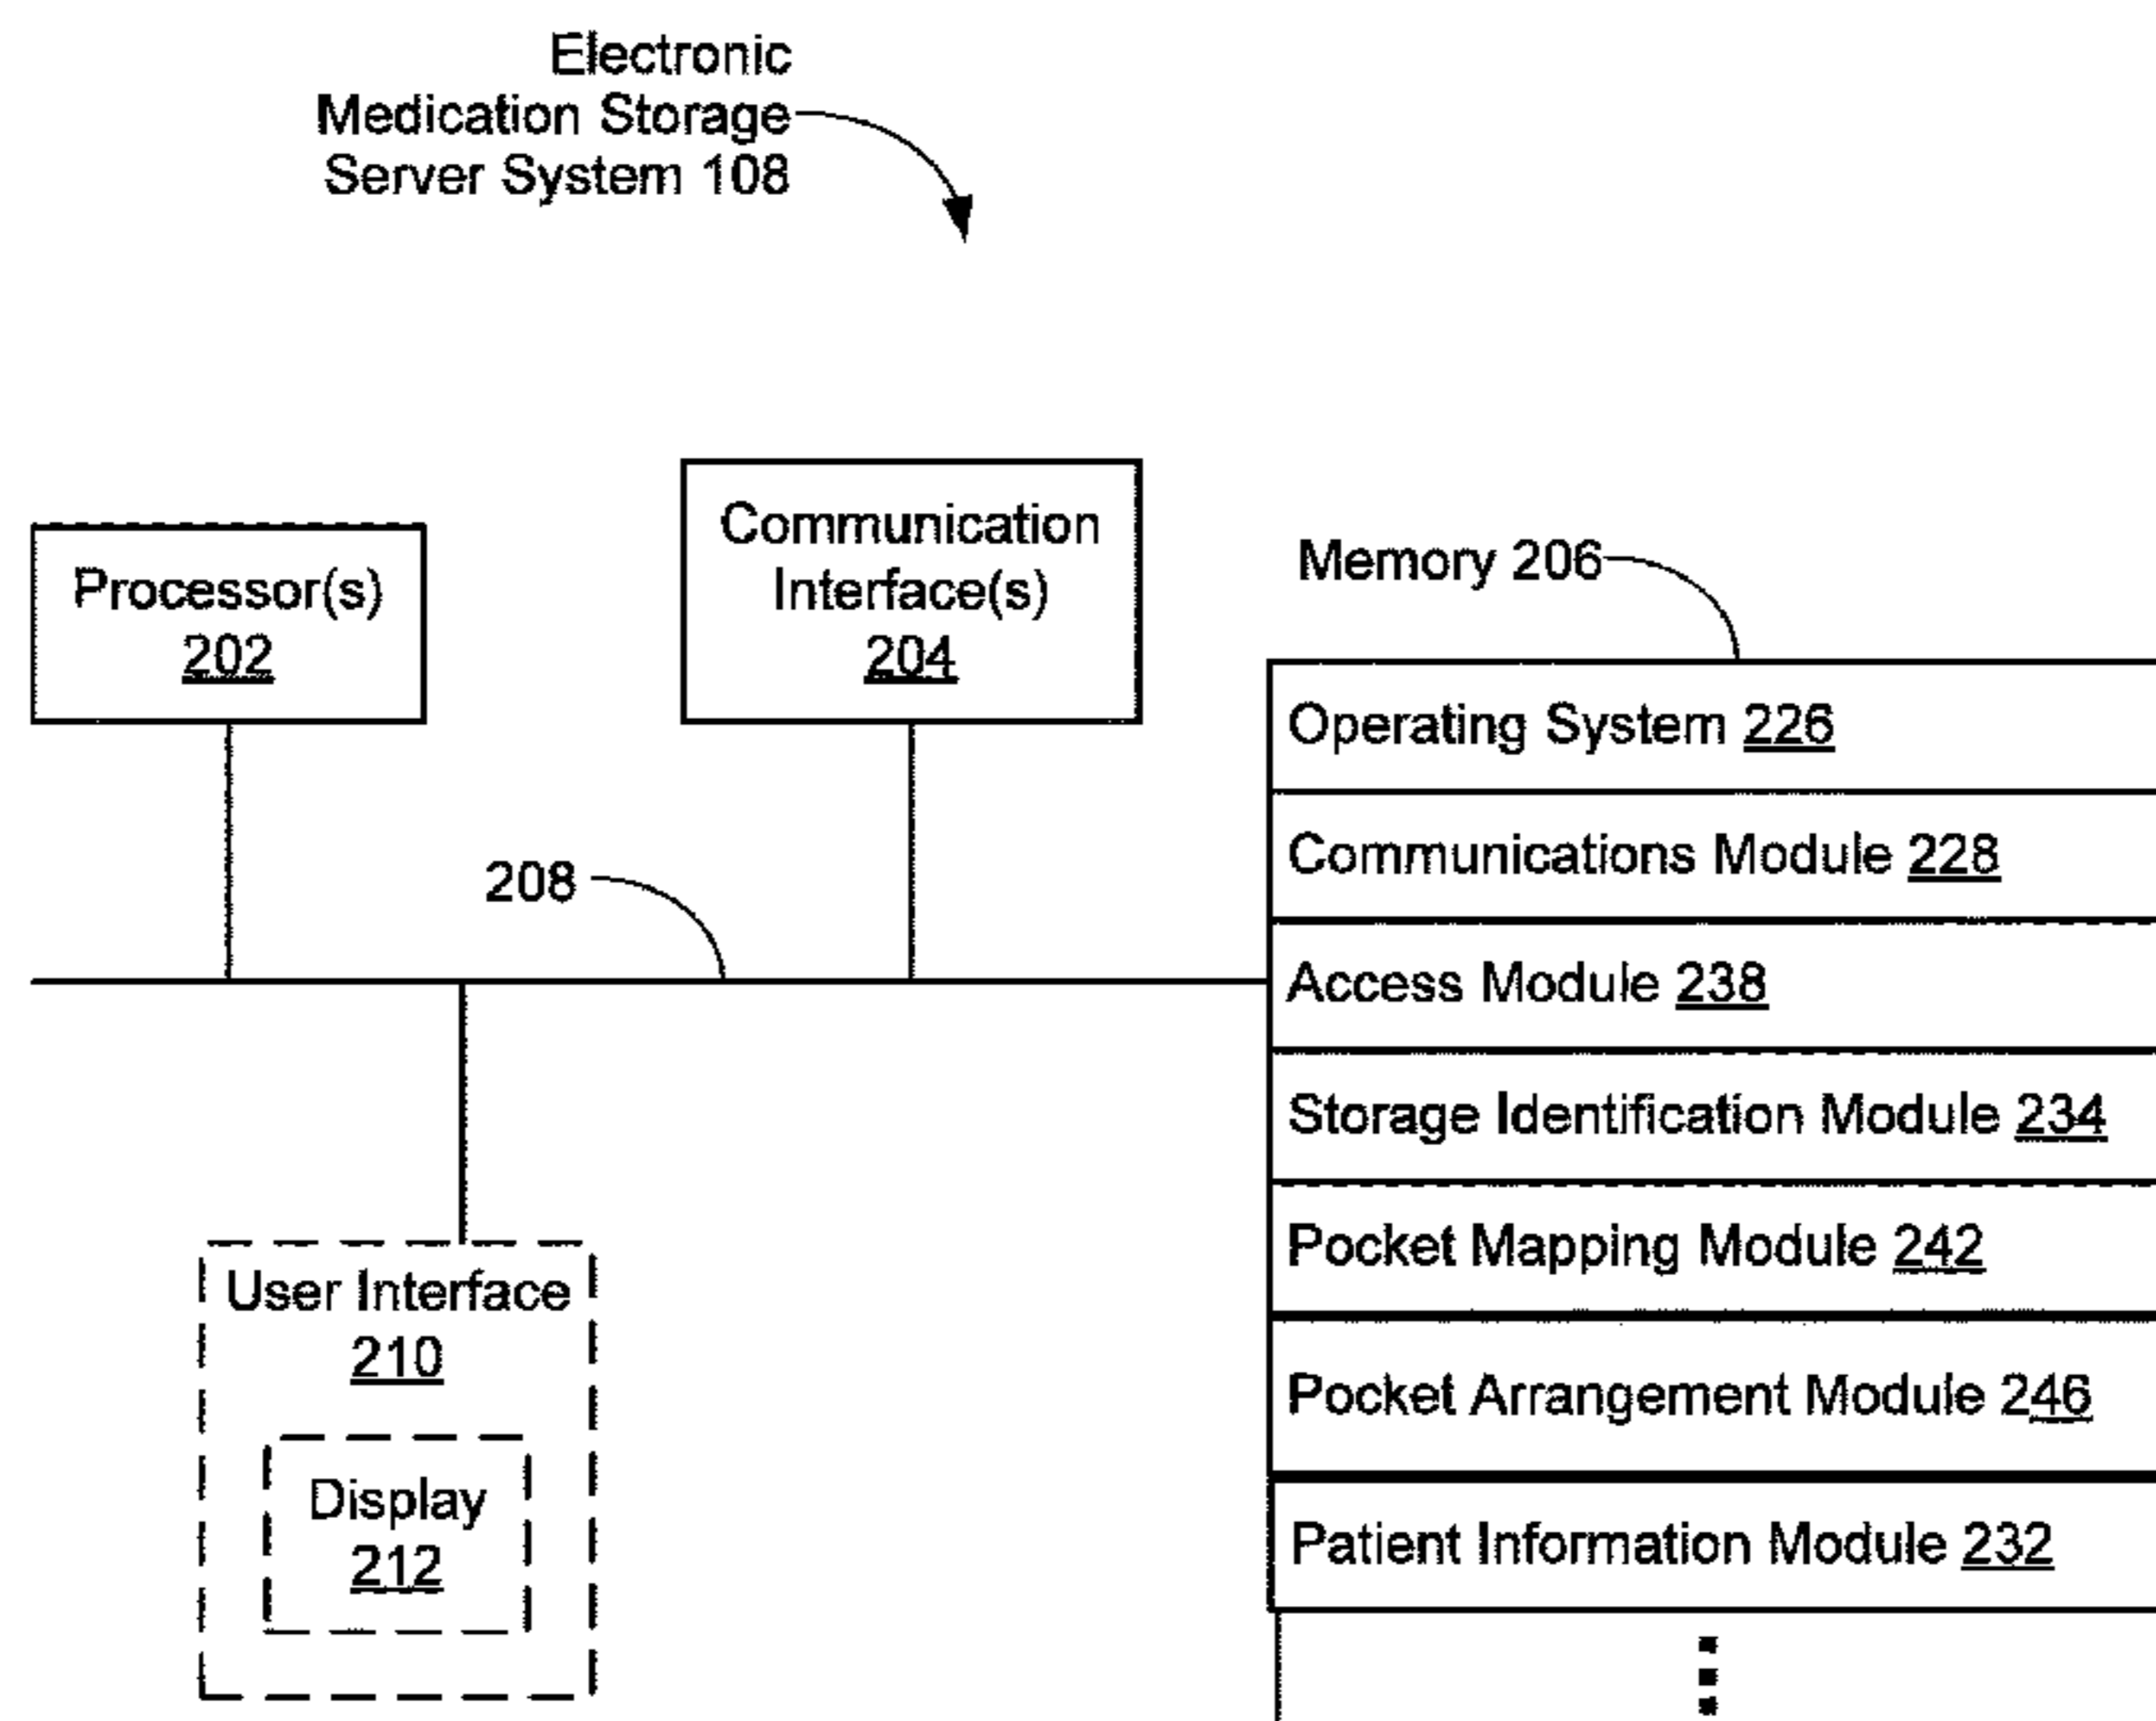 Electronic
Medication Storage
Server System 108
Communication
Interface(s)
204
Processor(s)
202
Memory 206
Operating System 226
Communications Module 228
208
Access Module 238
Storage Identification Module 234
Pocket Mapping Module 242
User Interface
210
Pocket Arrangement Module 246
Display
212
Patient Information Module 232